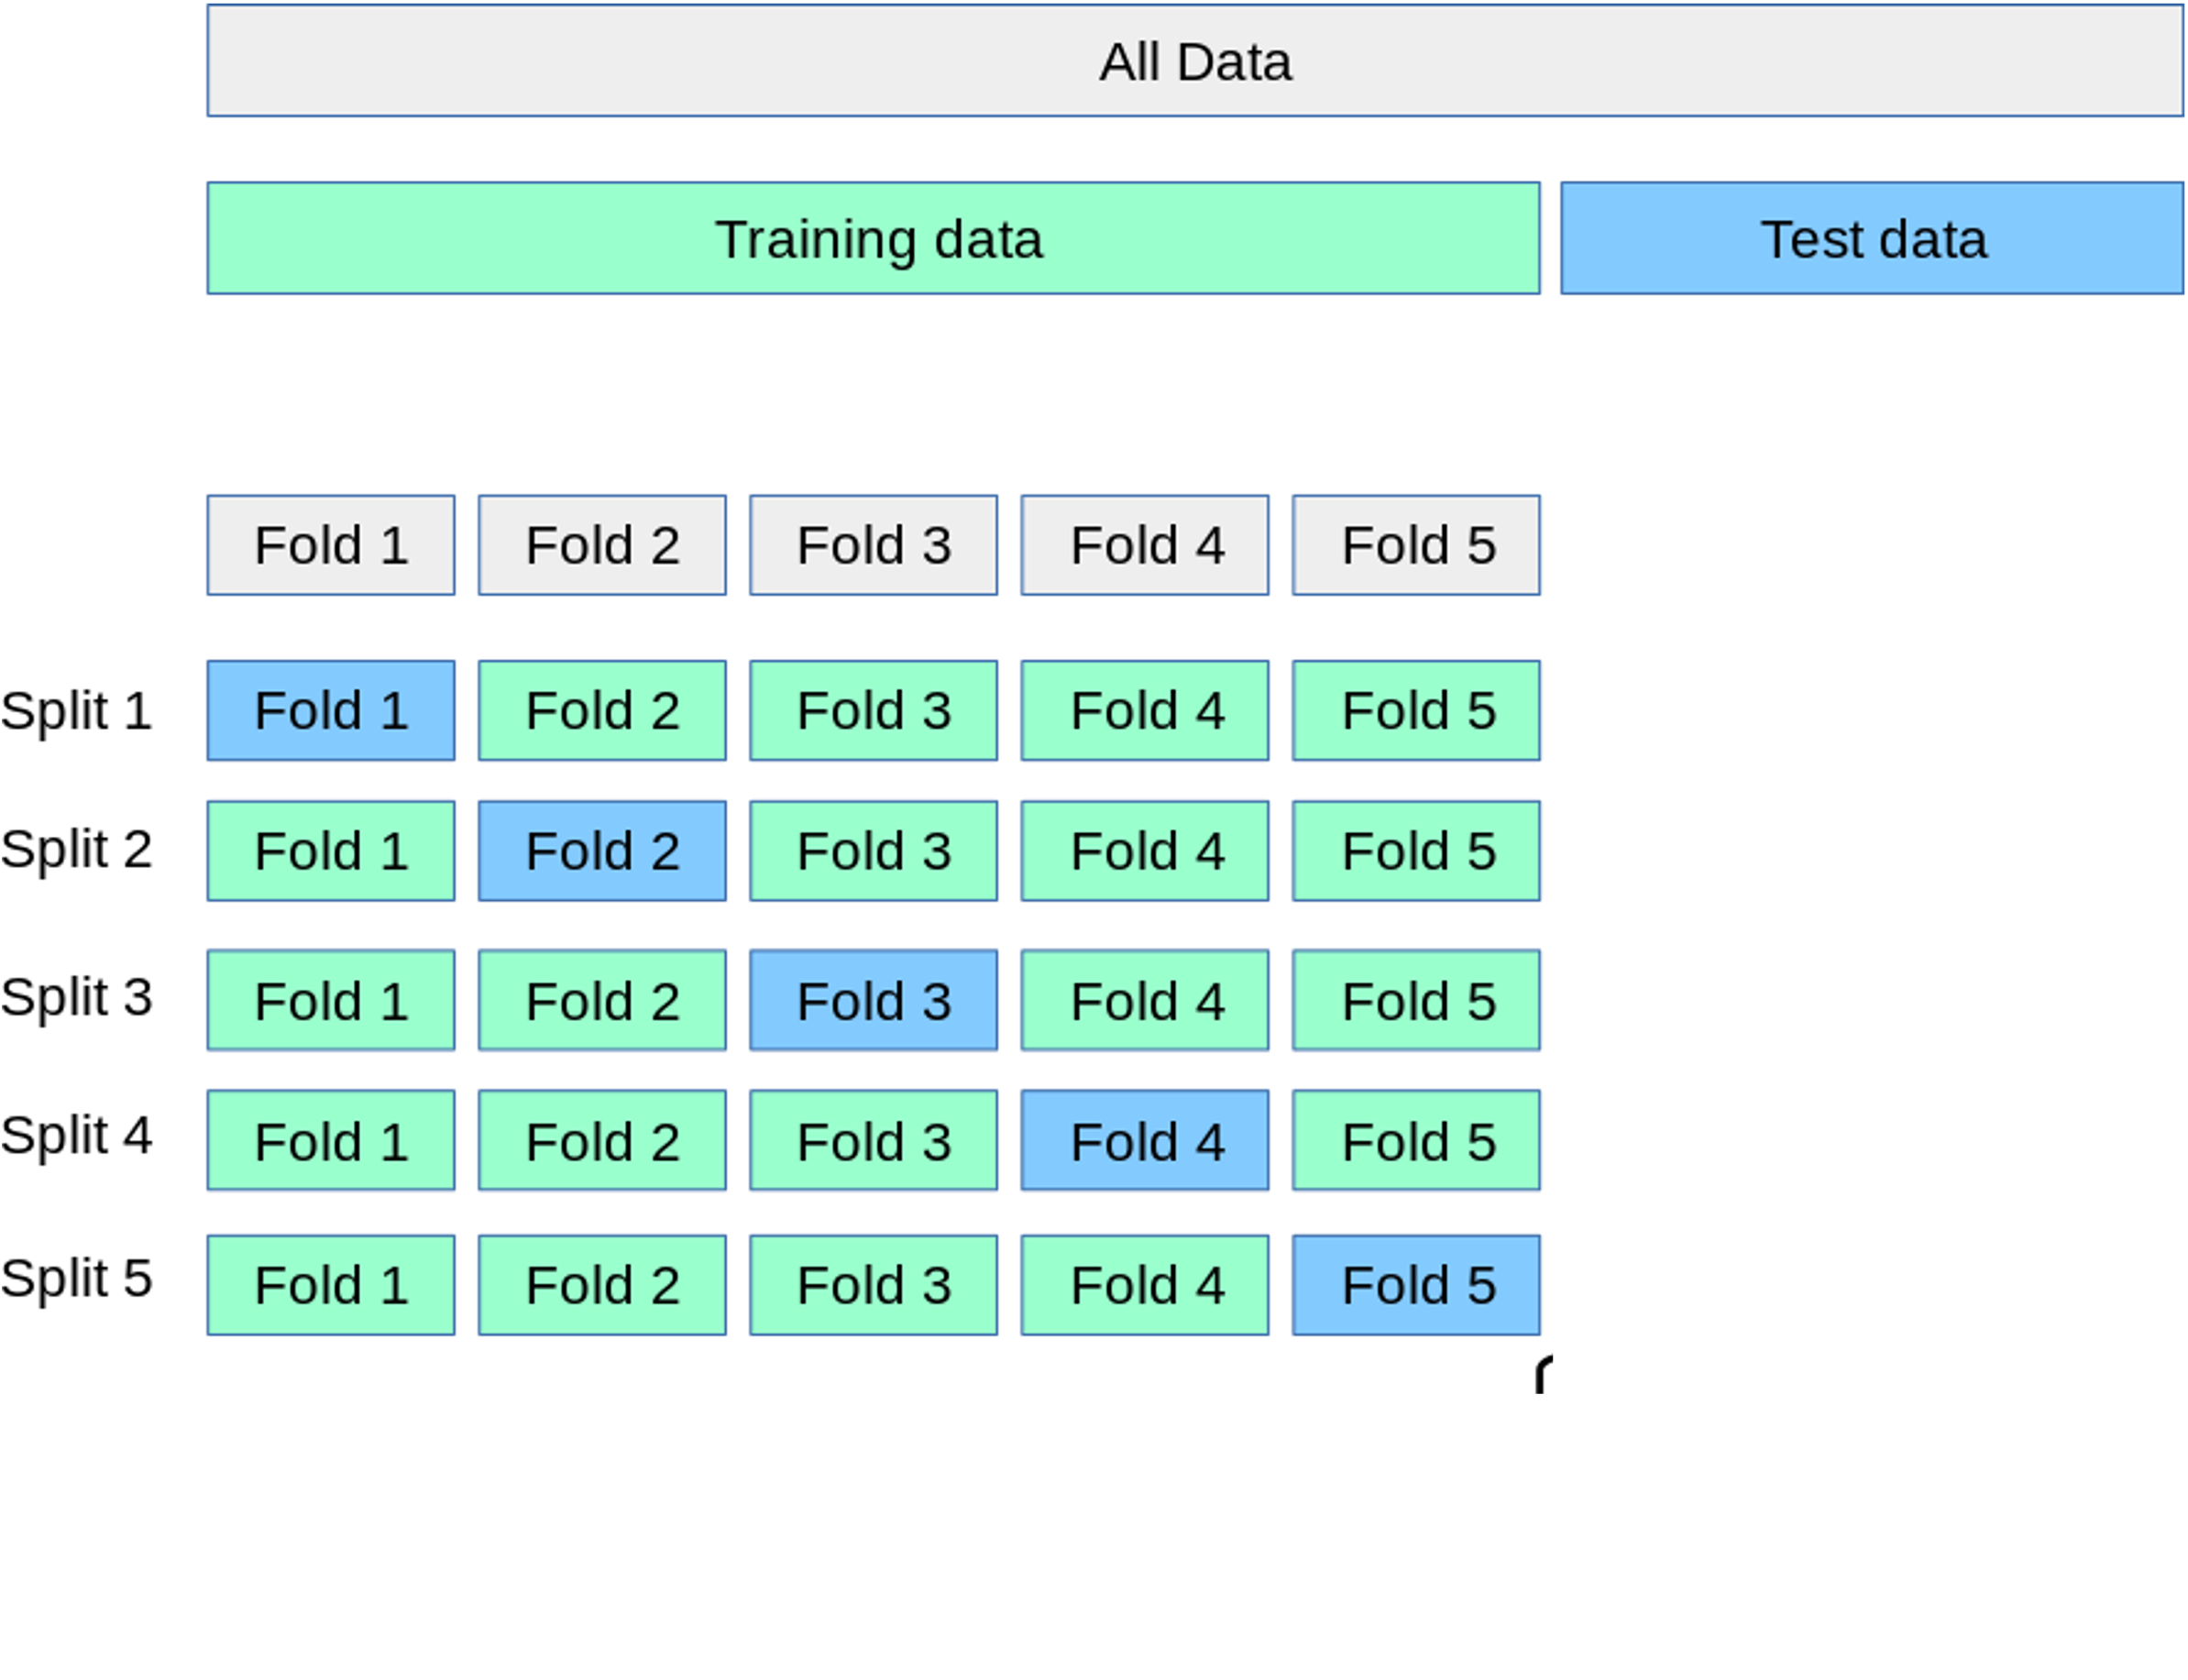 All Data
Training data Test data
Fold 1 Fold 2 Fold 3 Fold 4 Fold 5
Split 1 Fold 1 Fold 2 Fold 3 Fold 4 Fold 5
Split 2 Fold 1 Fold 2 Fold 3 Fold 4 Fold 5
Split 3 Fold 1 Fold 2 Fold 3 Fold 4 Fold 5
Split 4 Fold 1 Fold 2 Fold 3 Fold 4 Fold 5
Split 5 Fold 1 Fold 2 Fold 3 Fold 4 Fold 5